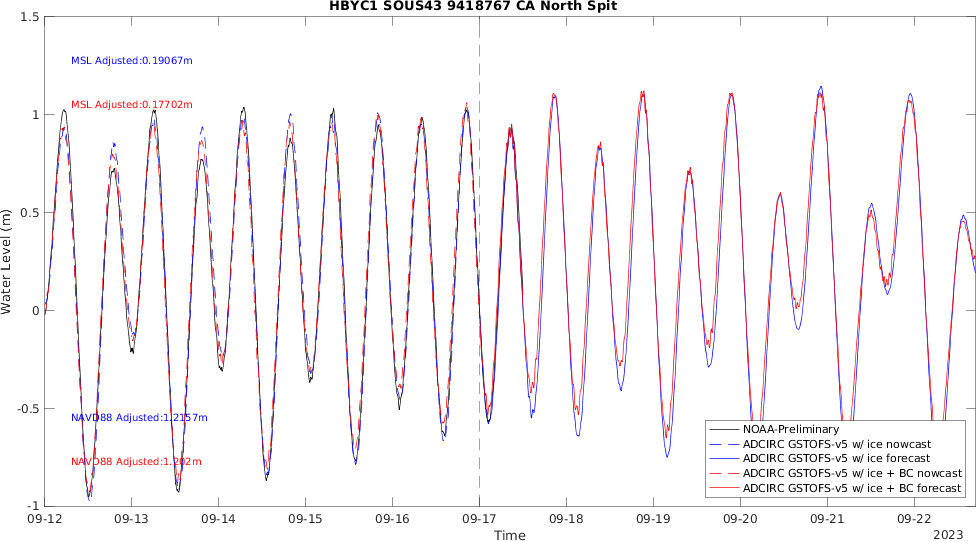 HBYC1 SOUS43 9418767 CA North Spit
1.5
MSL Adjusted:0.19067m
MSL Adjusted:0.17702m
1
0.5
Water Level (m)
0
-0.5
NAVD88 Adjusted:1.2157m
NAVD88 Adjusted:1.202m
-1
NOAA-Preliminary
ADCIRC GSTOFS-v5 w/ ice nowcast
ADCIRC GSTOFS-v5 w/ ice forecast
ADCIRC GSTOFS-v5 w/ ice + BC nowcast
ADCIRC GSTOFS-v5 w/ ice + BC forecast
09-12 09-13 09-14 09-15 09-16 09-17 09-18 09-19 09-20 09-21 09-22
Time
2023